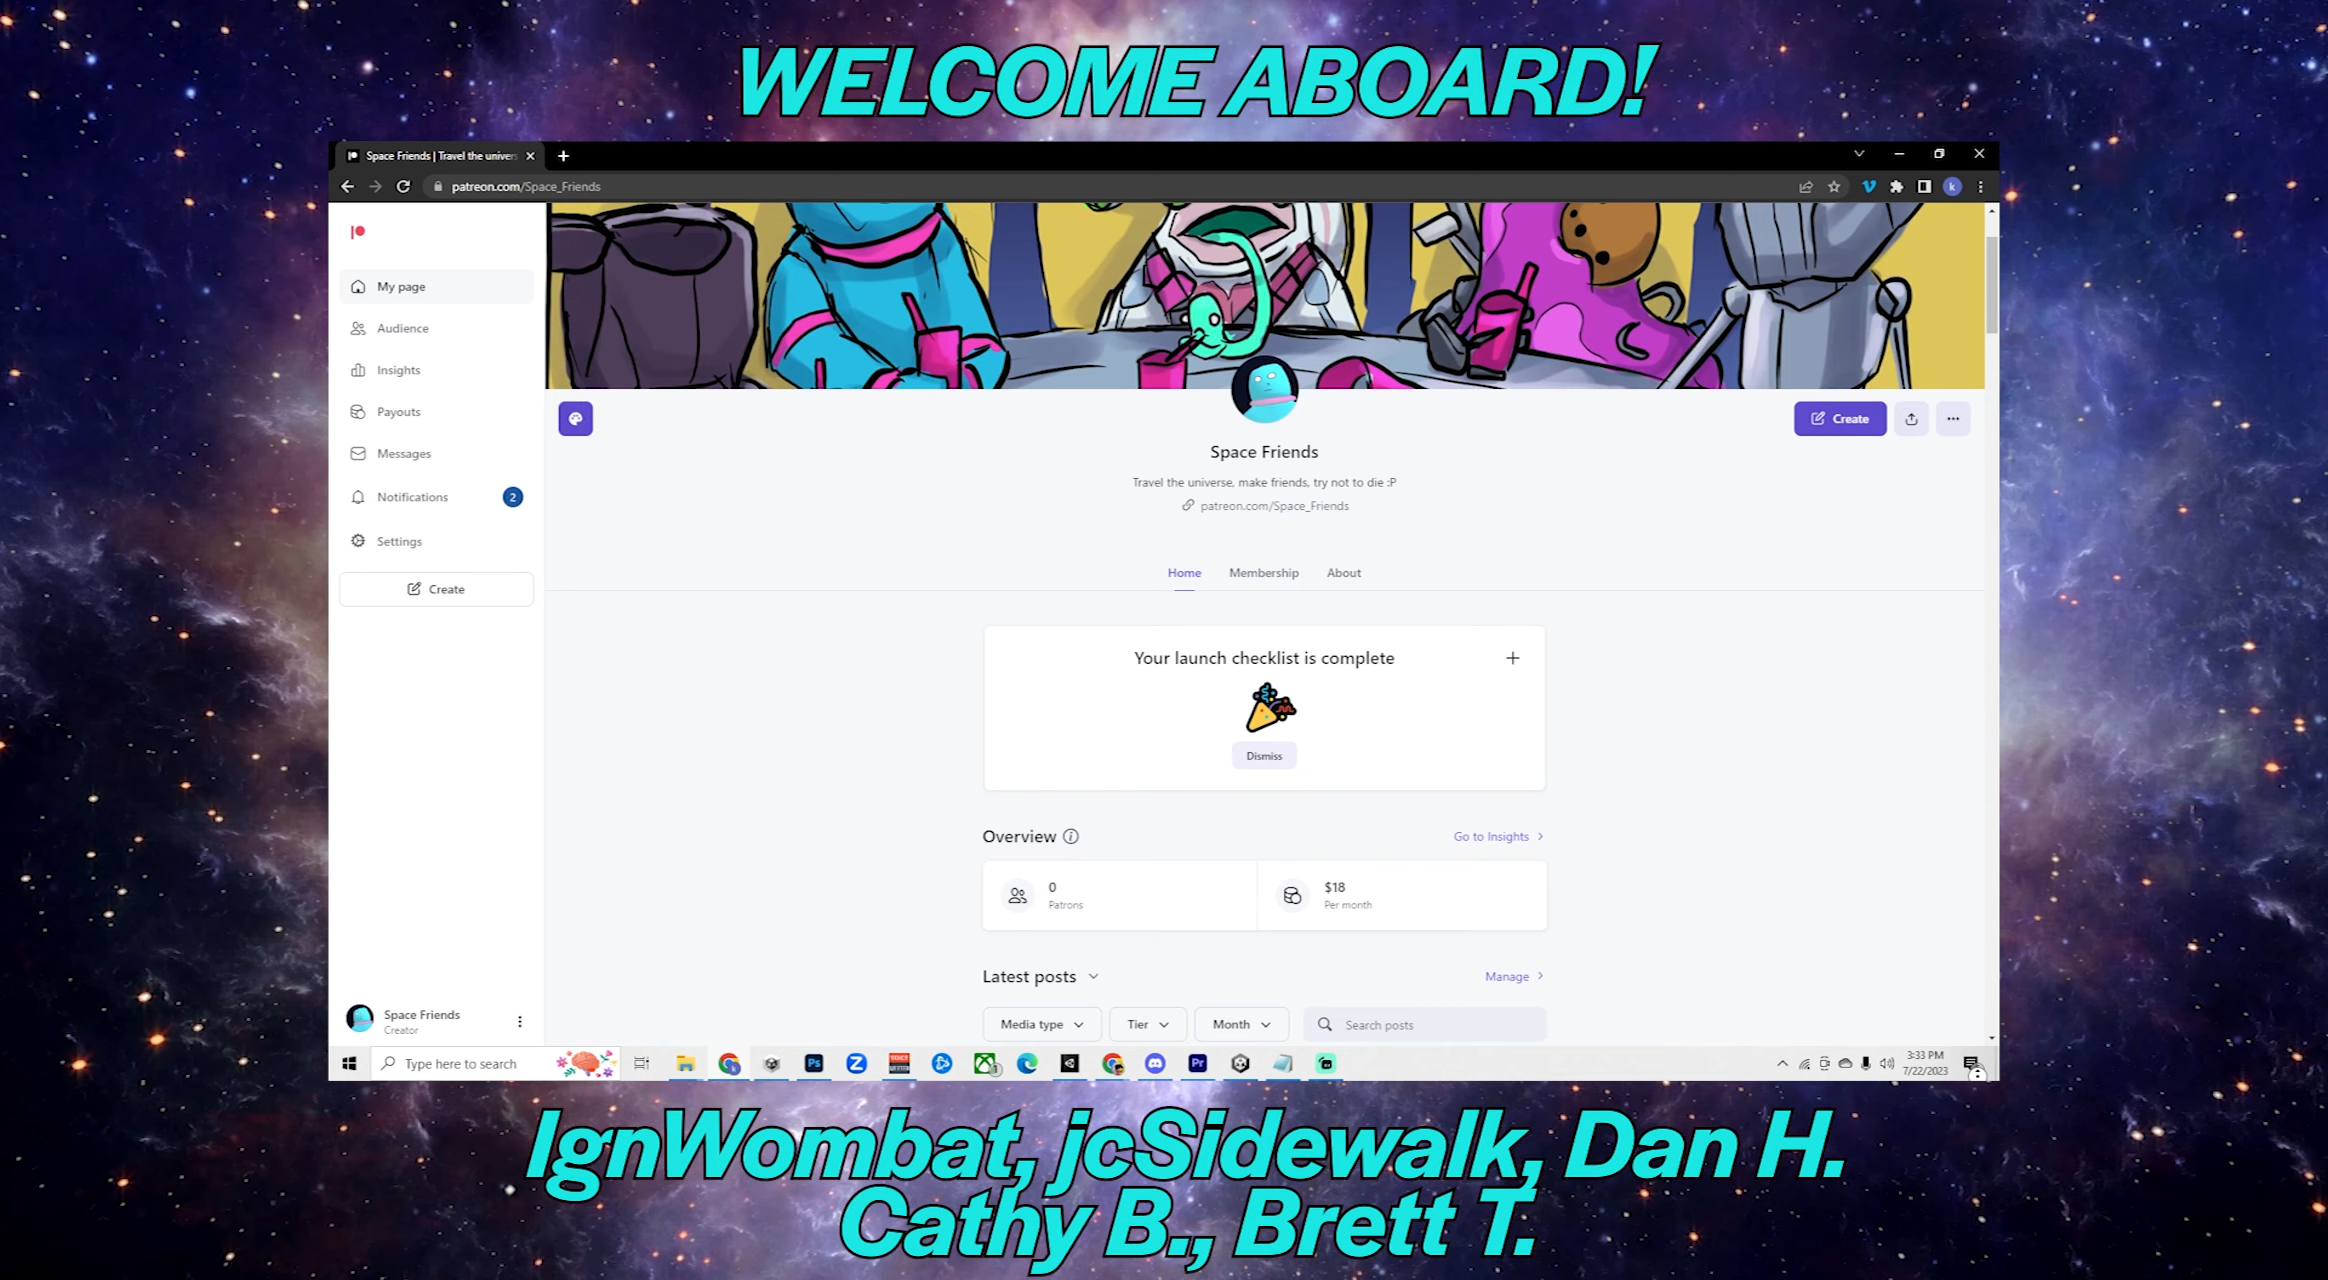 WELCOME ABOARD!
Space Friends | Travel the univer
patreon.com/Space_Friends
k
My page
Audience
Insights
Payouts
Messages
Notifications 2
Settings
Create
Create
Space Friends
Travel the universe, make friends, try not to die :P
patreon.com/Space_Friends
Home Membership About
Your launch checklist is complete
Dismiss
Overview Go to Insights
0
Patrons
$18
Per month
Latest posts Manage
Media type Tier Month Search posts
Space Friends
Creator
Type here to search
Ps
Z
Pr
3:33 PM
7/22/2023
IgnWombat, jcSidewalk, Dan H.
Cathy B., Brett T.